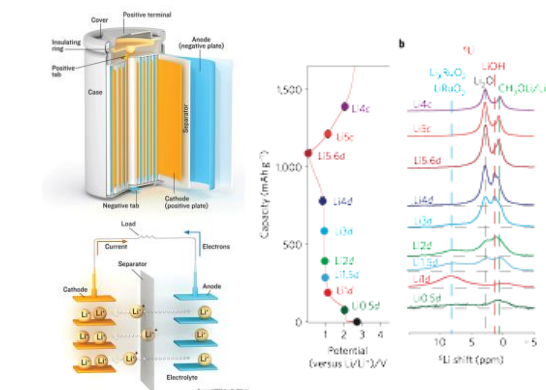 Cover
Positive terminal
Insulating
ring
Anode
(negative plate)
Positive
tab
Case
Separator
Negative tab
Cathode
(positive plate)
Load
Current
Electrons
Separator
Cathode
Anode
Li⁺
Electrolyte
Capacity (mAh g⁻¹)
1,500
1,000
500
0
Li4c
Li5c
Li5.6d
Li4d
Li3d
Li2d
Li1.5d
Li1d
Li0.5d
1 2 3 4
Potential
(versus Li/Li⁺)/V
b
⁶Li
LiOH
LiₓRuO₂
Li₂O
LiRuO₂
CH₃OLi/Li
Li4c
Li5c
Li5.6d
Li4d
Li3d
Li2d
Li1.5d
Li1d
Li0.5d
10 5 0 −5
⁶Li shift (ppm)